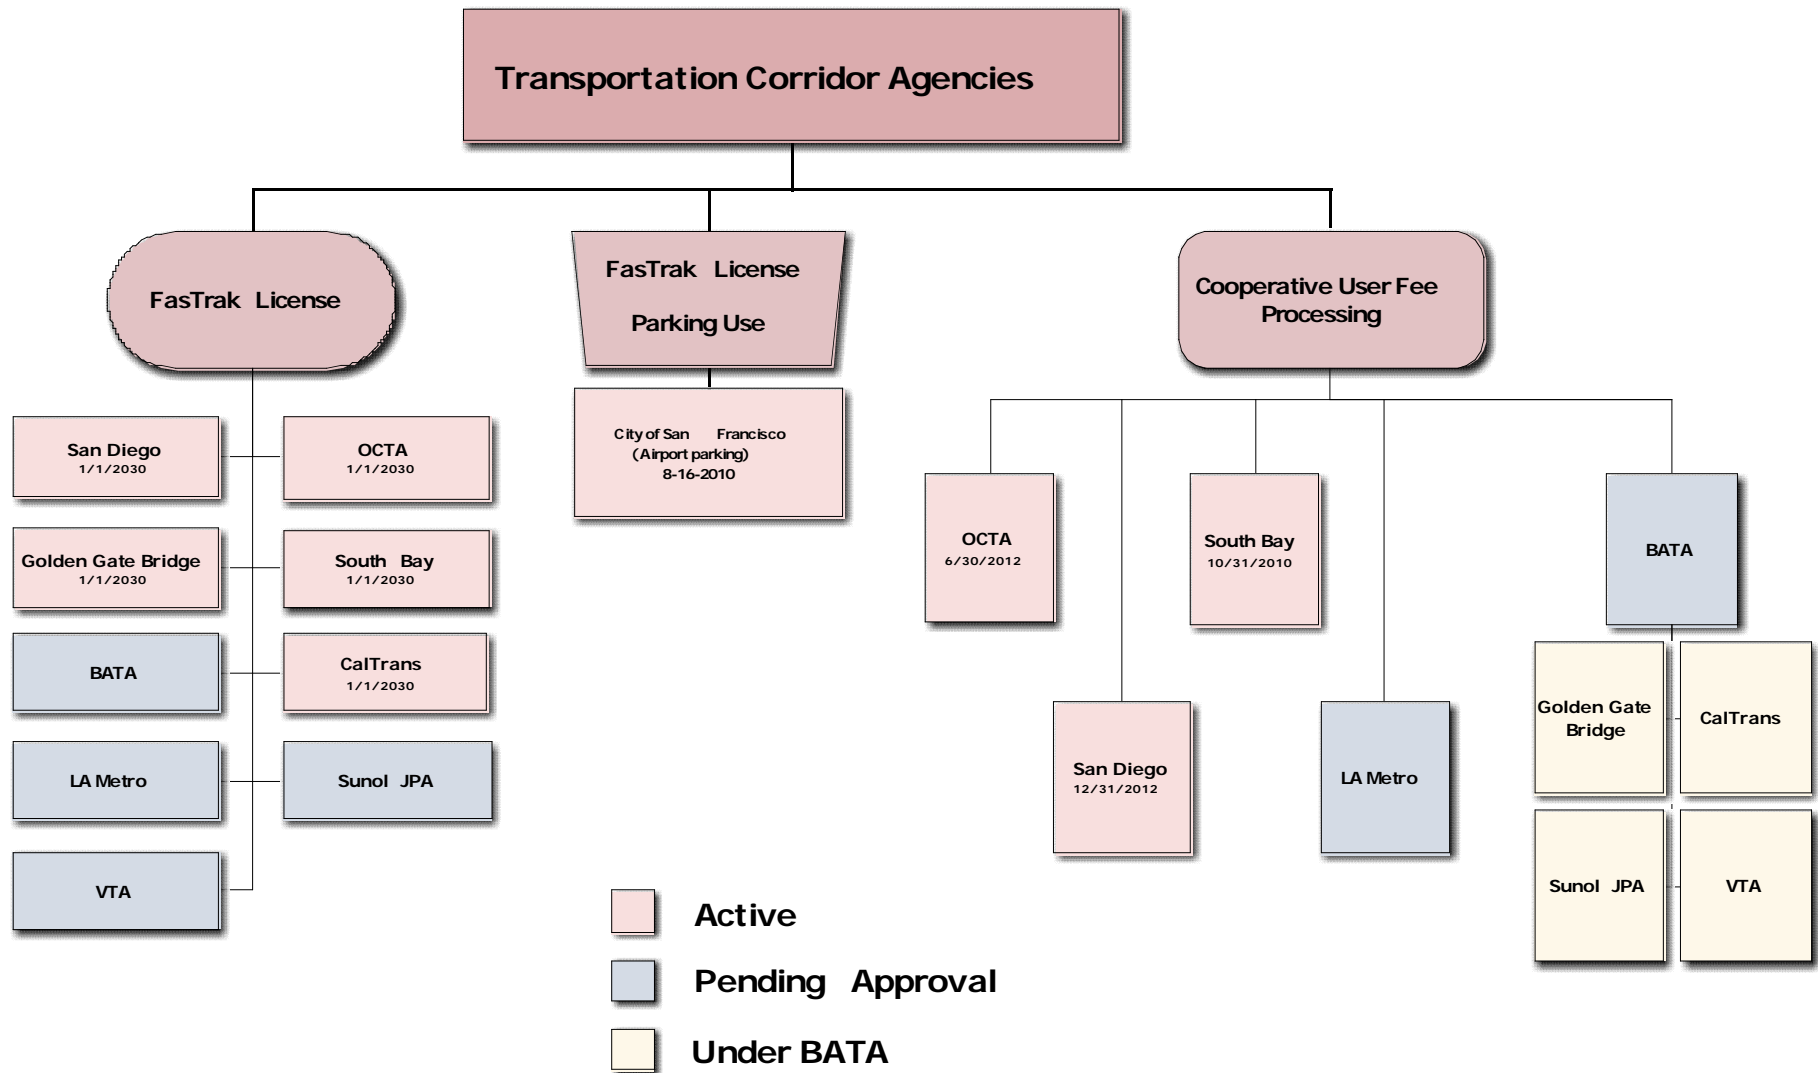 Transportation Corridor Agencies
FasTrak License
FasTrak License
Parking Use
Cooperative User Fee
Processing
San Diego
1/1/2030
OCTA
1/1/2030
Golden Gate Bridge
1/1/2030
South Bay
1/1/2030
BATA
CalTrans
1/1/2030
LA Metro
Sunol JPA
VTA
City of San Francisco
(Airport parking)
8-16-2010
OCTA
6/30/2012
South Bay
10/31/2010
BATA
San Diego
12/31/2012
LA Metro
Golden Gate
Bridge
CalTrans
Sunol JPA
VTA
Active
Pending Approval
Under BATA